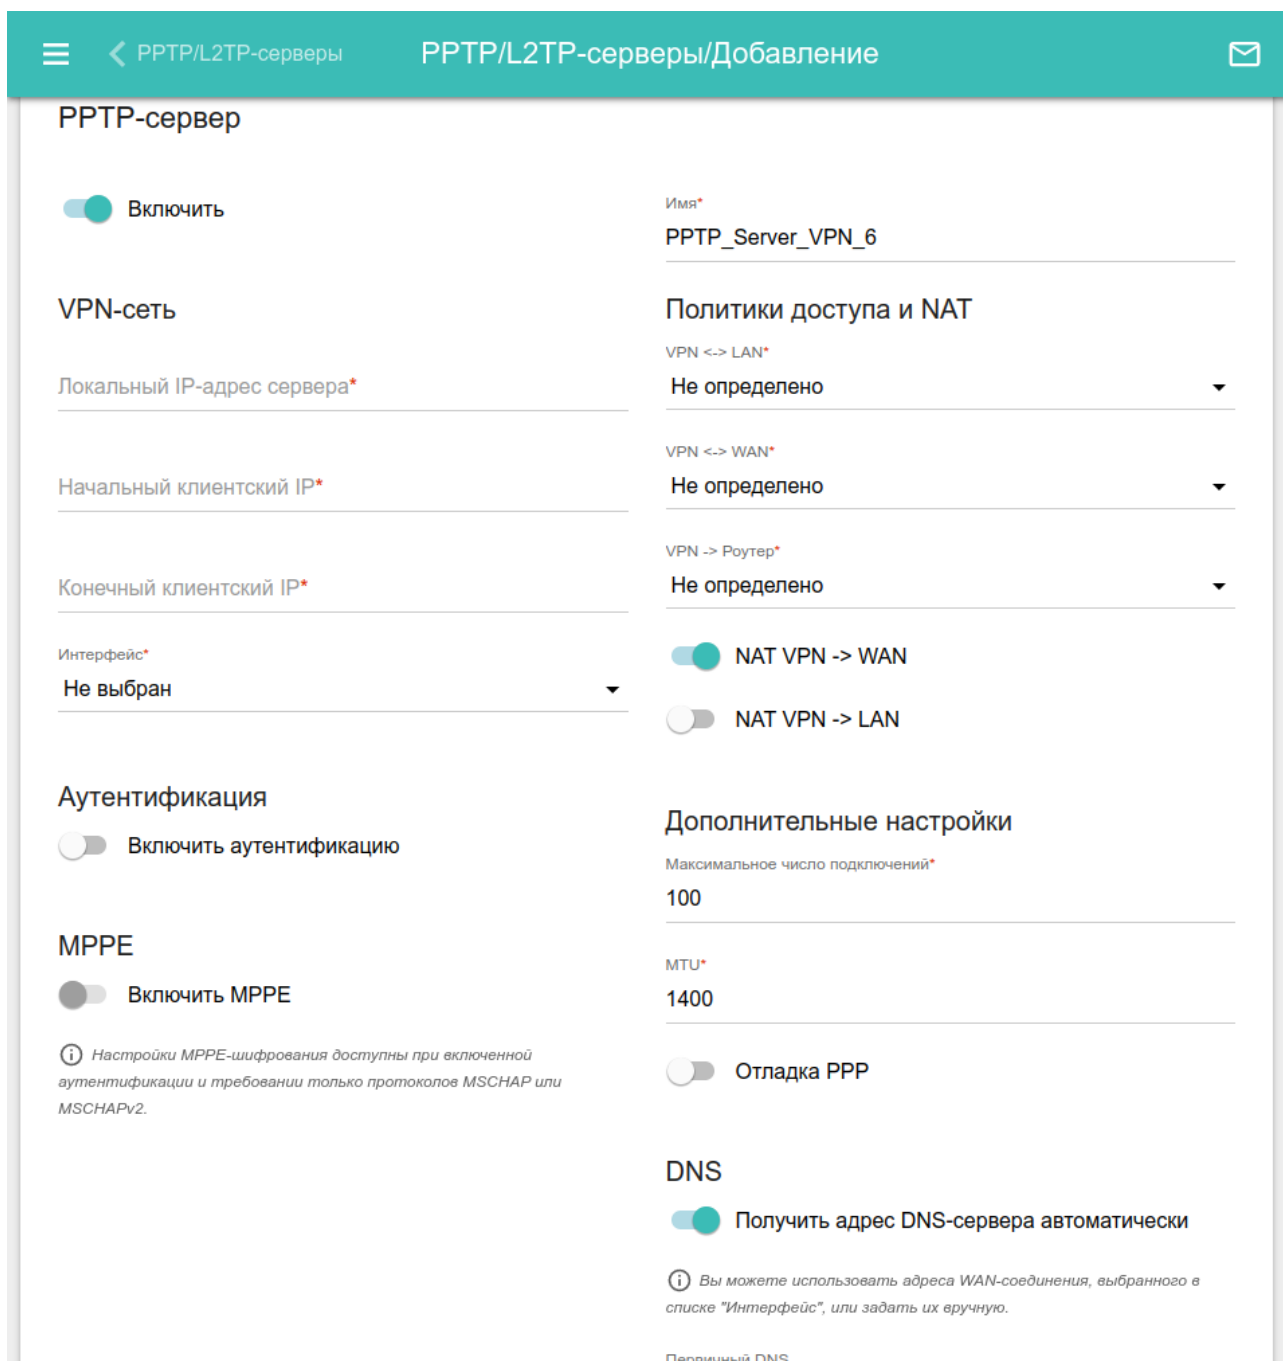 PPTP/L2TP-серверы
PPTP/L2TP-серверы/Добавление
PPTP-сервер
Включить
Имя*
PPTP_Server_VPN_6
VPN-сеть
Локальный IP-адрес сервера*
Начальный клиентский IP*
Конечный клиентский IP*
Интерфейс*
Не выбран
Аутентификация
Включить аутентификацию
MPPE
Включить MPPE
Настройки MPPE-шифрования доступны при включенной
аутентификации и требовании только протоколов MSCHAP или
MSCHAPv2.
Политики доступа и NAT
VPN <-> LAN*
Не определено
VPN <-> WAN*
Не определено
VPN -> Роутер*
Не определено
NAT VPN -> WAN
NAT VPN -> LAN
Дополнительные настройки
Максимальное число подключений*
100
MTU*
1400
Отладка PPP
DNS
Получить адрес DNS-сервера автоматически
Вы можете использовать адреса WAN-соединения, выбранного в
списке "Интерфейс", или задать их вручную.
Первичный DNS